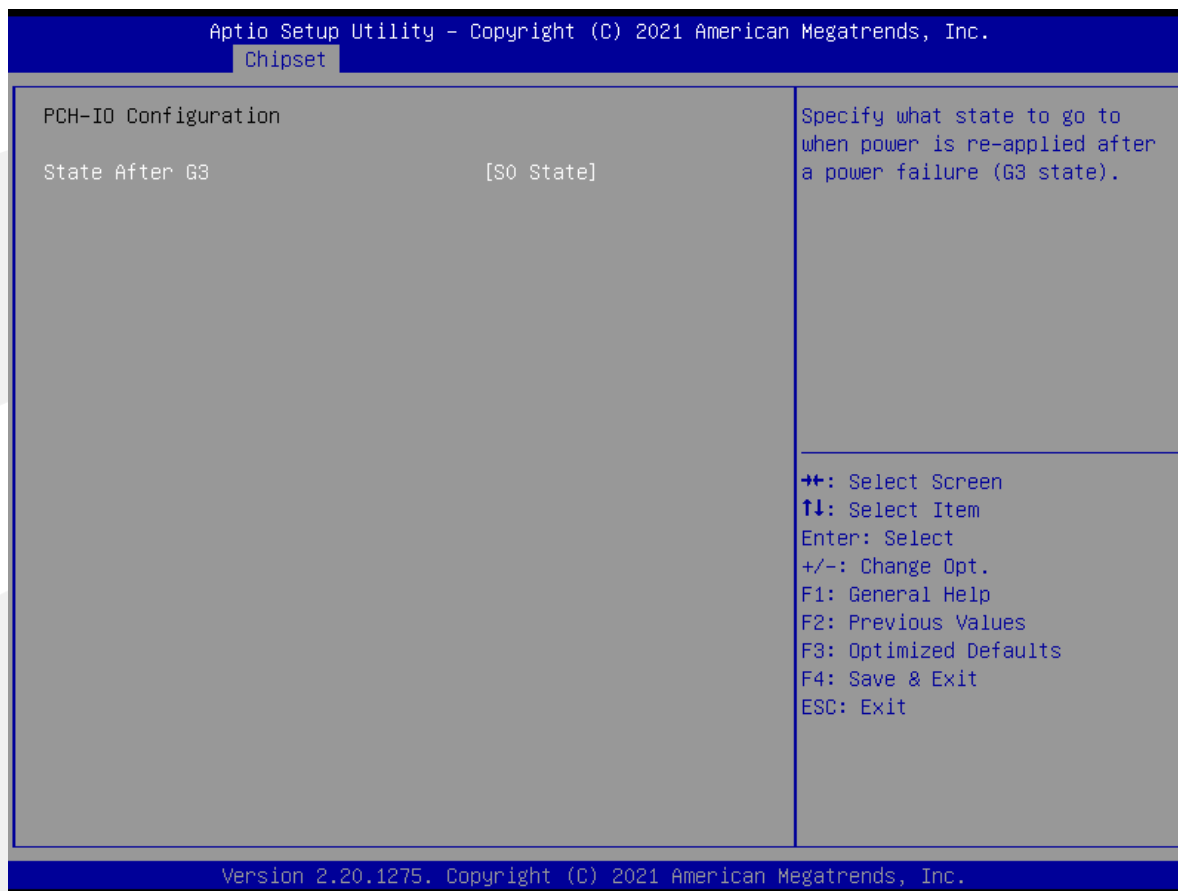 Aptio Setup Utility – Copyright (C) 2021 American Megatrends, Inc.
Chipset
PCH-IO Configuration
State After G3 [S0 State]
Specify what state to go to
when power is re-applied after
a power failure (G3 state).
→←: Select Screen
↑↓: Select Item
Enter: Select
+/-: Change Opt.
F1: General Help
F2: Previous Values
F3: Optimized Defaults
F4: Save & Exit
ESC: Exit
Version 2.20.1275. Copyright (C) 2021 American Megatrends, Inc.